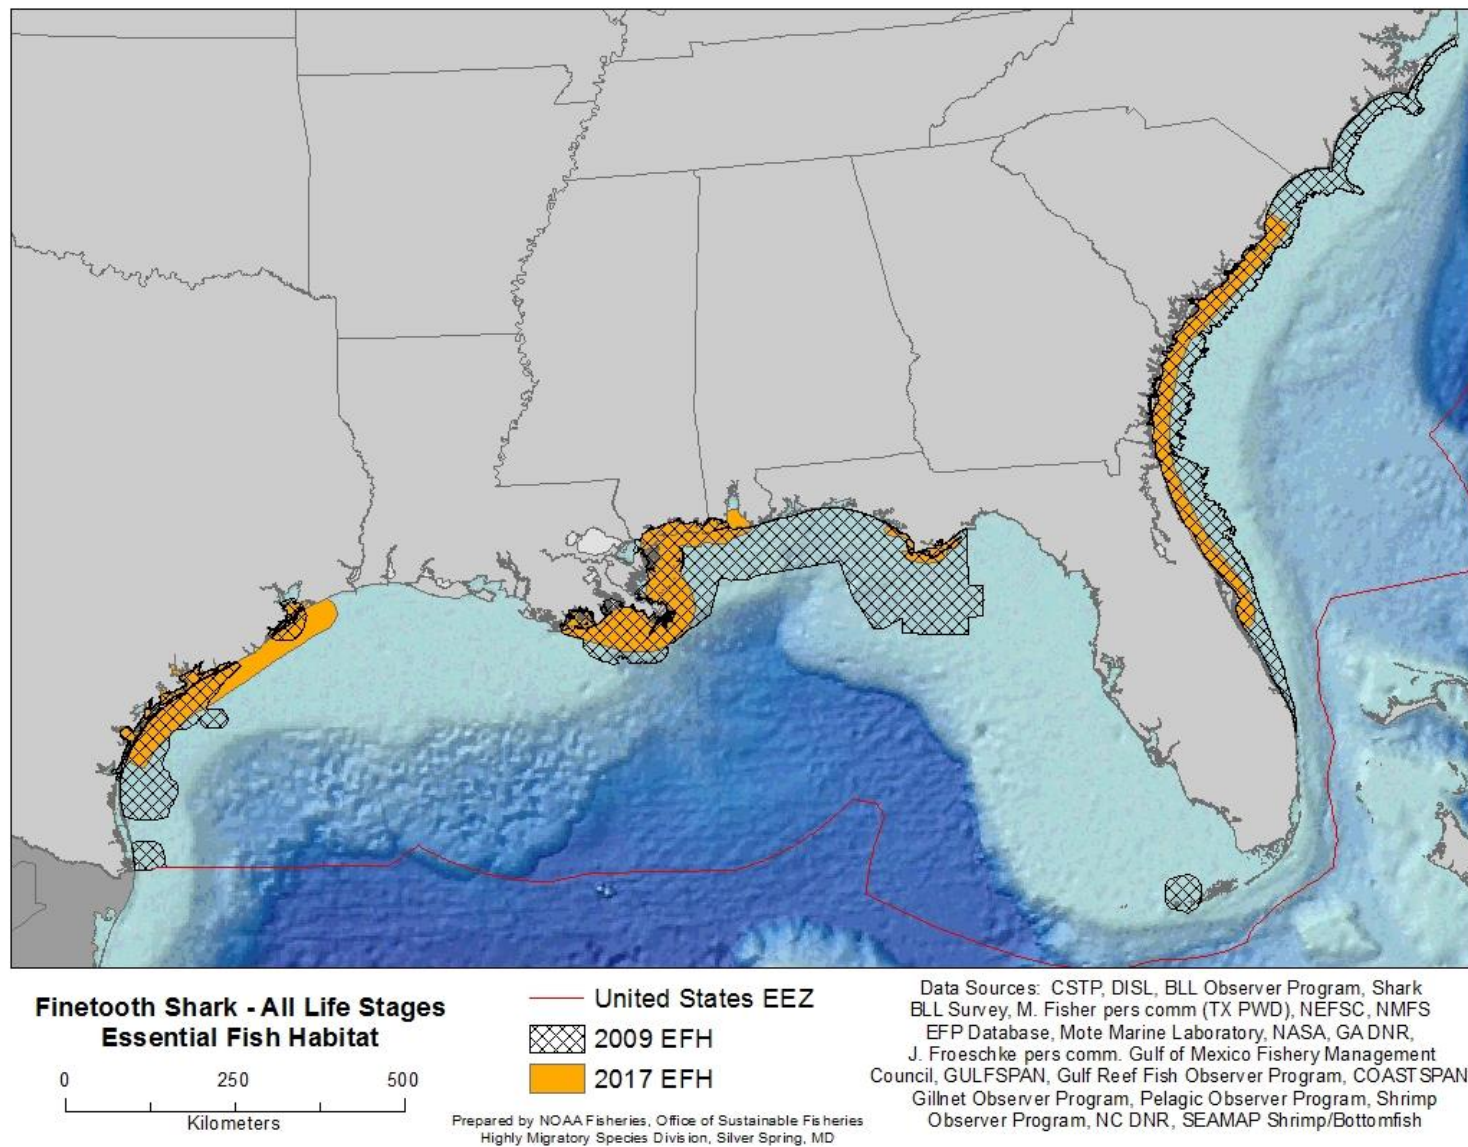 Finetooth Shark - All Life Stages
Essential Fish Habitat
0 250 500
Kilometers
United States EEZ
2009 EFH
2017 EFH
Prepared by NOAA Fisheries, Office of Sustainable Fisheries
Highly Migratory Species Division, Silver Spring, MD
Data Sources: CSTP, DISL, BLL Observer Program, Shark
BLL Survey, M. Fisher pers comm (TX PWD), NEFSC, NMFS
EFP Database, Mote Marine Laboratory, NASA, GA DNR,
J. Froeschke pers comm. Gulf of Mexico Fishery Management
Council, GULFSPAN, Gulf Reef Fish Observer Program, COASTSPAN
Gillnet Observer Program, Pelagic Observer Program, Shrimp
Observer Program, NC DNR, SEAMAP Shrimp/Bottomfish